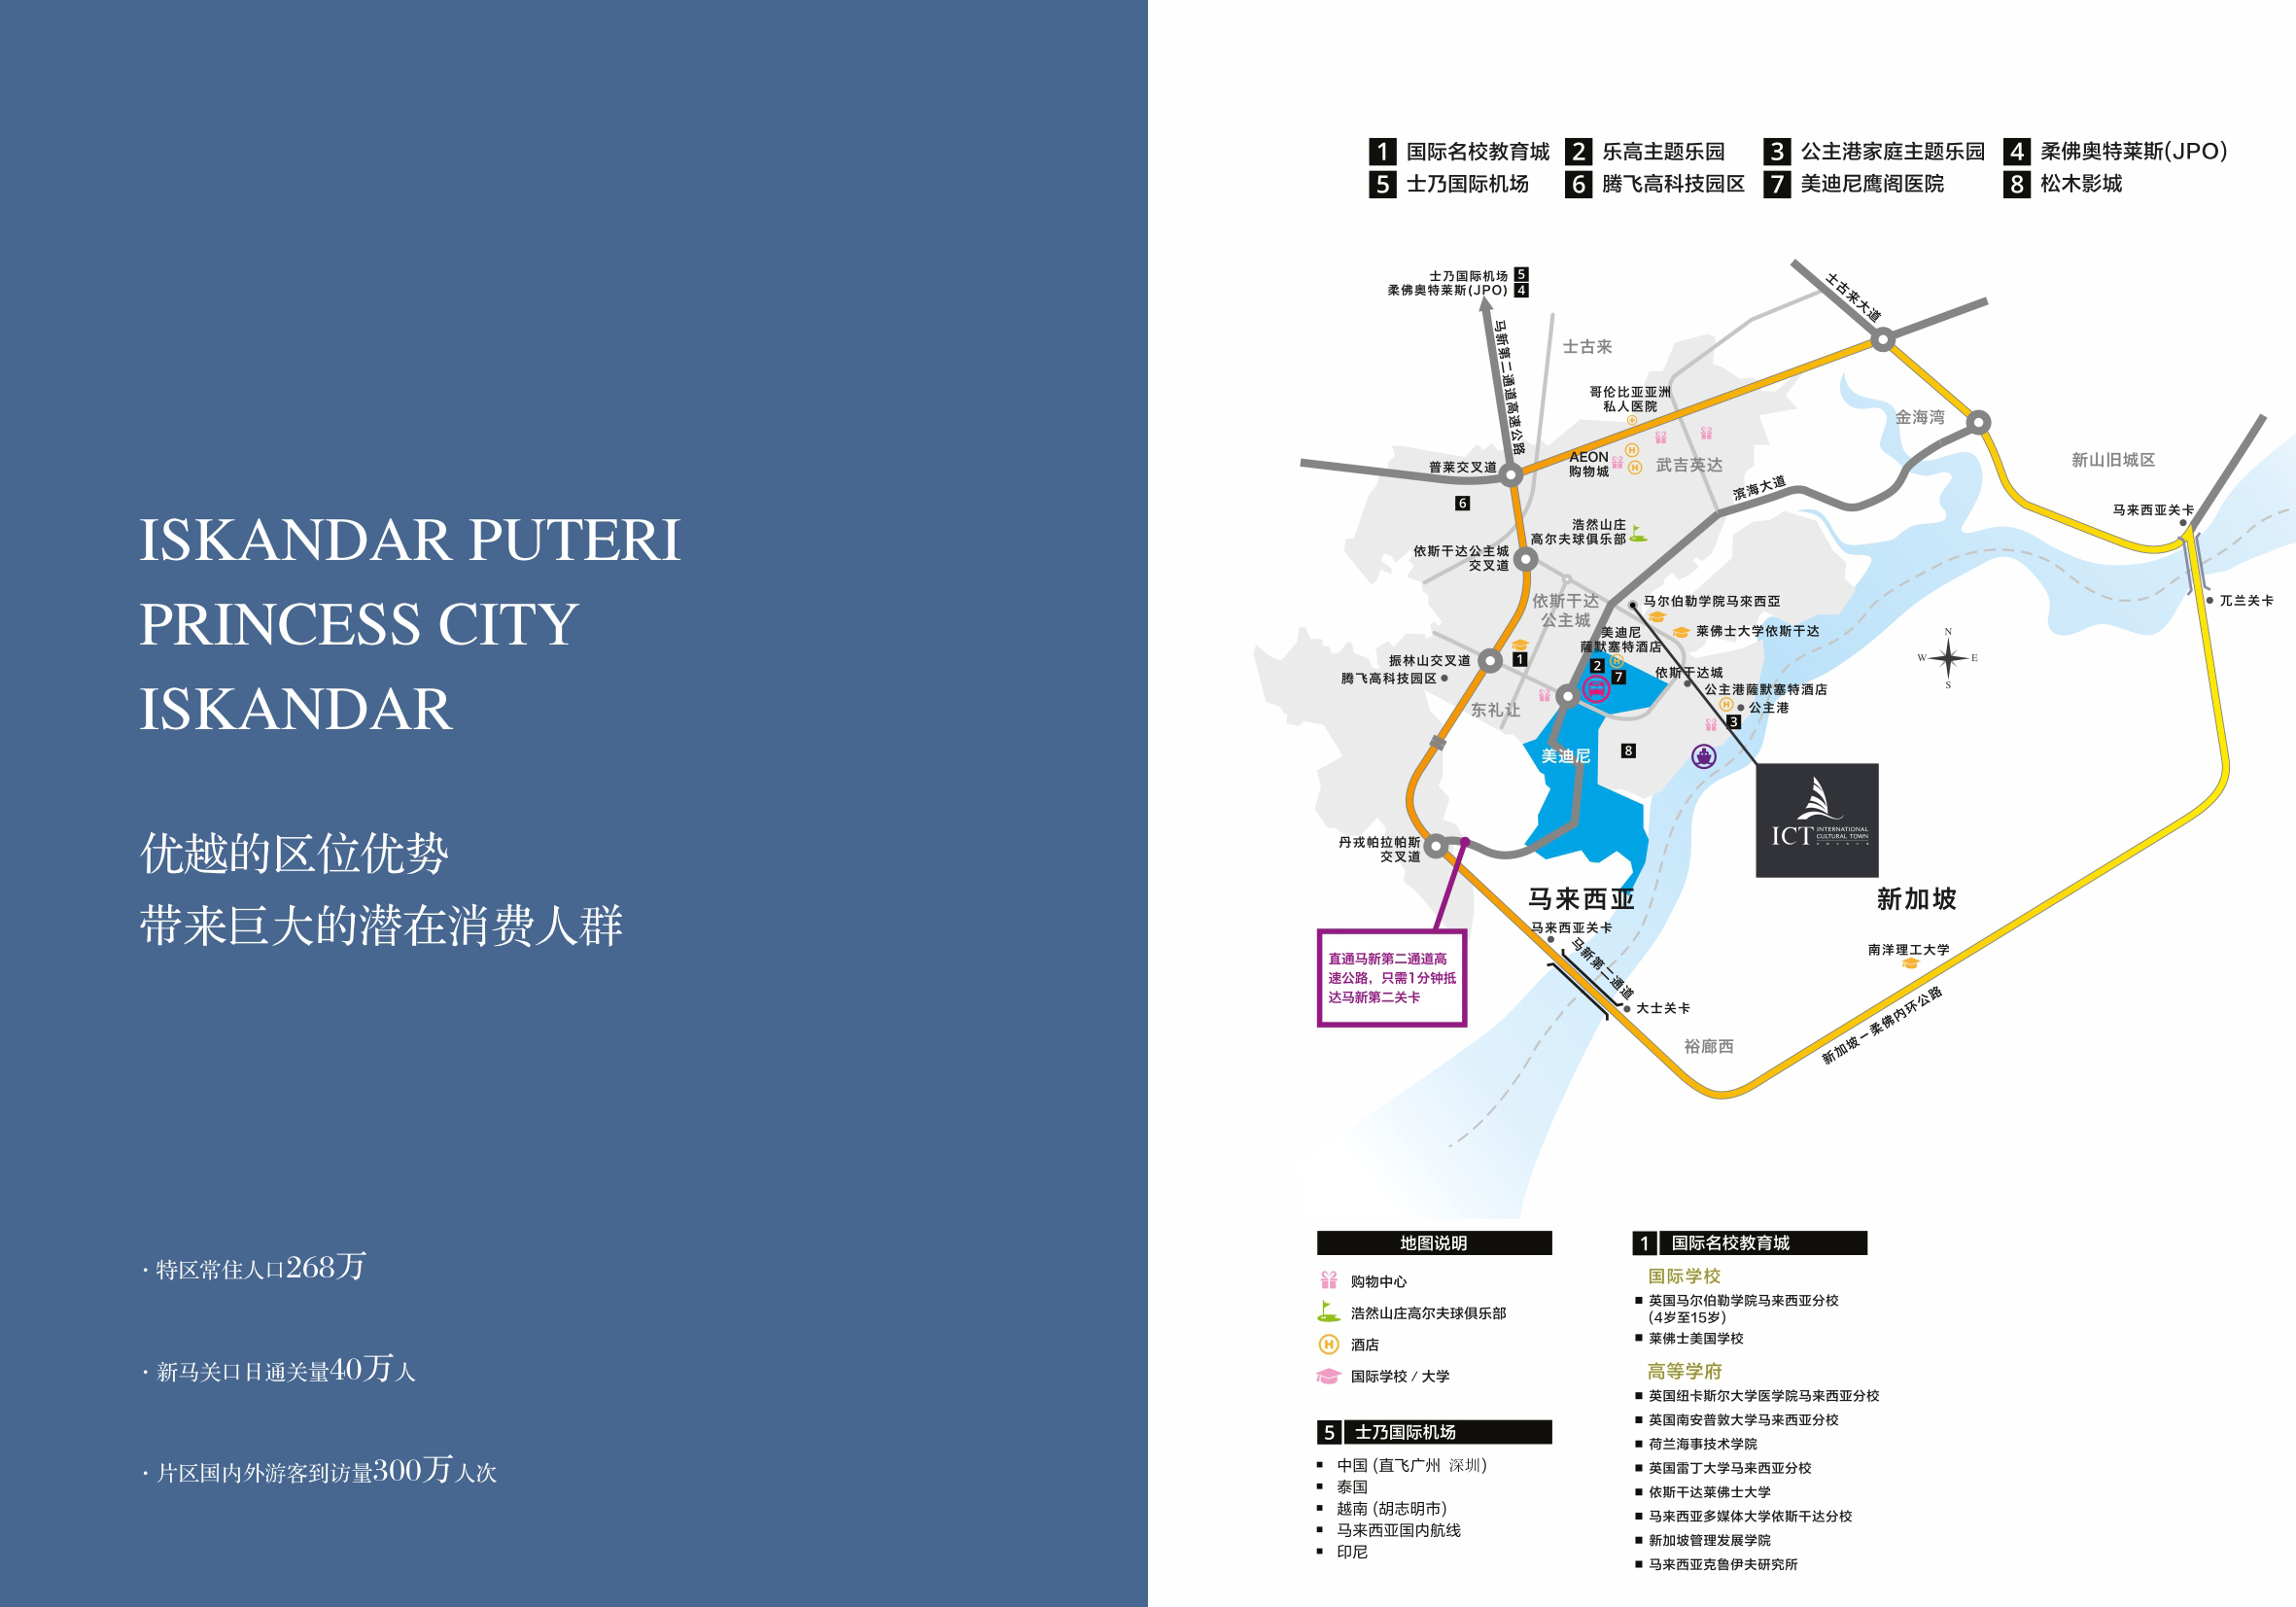 ISKANDAR PUTERI
PRINCESS CITY
ISKANDAR
优越的区位优势
带来巨大的潜在消费人群
· 特区常住人口268万
· 新马关口日通关量40万人
· 片区国内外游客到访量300万人次
1 国际名校教育城
2 乐高主题乐园
3 公主港家庭主题乐园
4 柔佛奥特莱斯(JPO)
5 士乃国际机场
6 腾飞高科技园区
7 美迪尼鹰阁医院
8 松木影城
士乃国际机场 5
柔佛奥特莱斯(JPO) 4
马新第二通道高速公路
士古来
士古来大道
哥伦比亚亚洲
私人医院
金海湾
AEON
购物城
武吉英达
普莱交叉道
6
新山旧城区
滨海大道
马来西亚关卡
浩然山庄
高尔夫球俱乐部
依斯干达公主城
交叉道
依斯干达
公主城
马尔伯勒学院马來西亞
兀兰关卡
莱佛士大学依斯干达
美迪尼
薩默塞特酒店
N
W
E
S
振林山交叉道
1
2
7
腾飞高科技园区
依斯干达城
公主港薩默塞特酒店
H
公主港
3
东礼让
美迪尼
8
ICT
INTERNATIONAL
CULTURAL TOWN
丹戎帕拉帕斯
交叉道
马来西亚
新加坡
马来西亚关卡
马新第二通道
南洋理工大学
直通马新第二通道高
速公路，只需1分钟抵
达马新第二关卡
大士关卡
裕廊西
新加坡－柔佛内环公路
地图说明
购物中心
浩然山庄高尔夫球俱乐部
H 酒店
国际学校 / 大学
5 士乃国际机场
■ 中国 (直飞广州 深圳)
■ 泰国
■ 越南 (胡志明市)
■ 马来西亚国内航线
■ 印尼
1 国际名校教育城
国际学校
■ 英国马尔伯勒学院马来西亚分校
(4岁至15岁)
■ 莱佛士美国学校
高等学府
■ 英国纽卡斯尔大学医学院马来西亚分校
■ 英国南安普敦大学马来西亚分校
■ 荷兰海事技术学院
■ 英国雷丁大学马来西亚分校
■ 依斯干达莱佛士大学
■ 马来西亚多媒体大学依斯干达分校
■ 新加坡管理发展学院
■ 马来西亚克鲁伊夫研究所